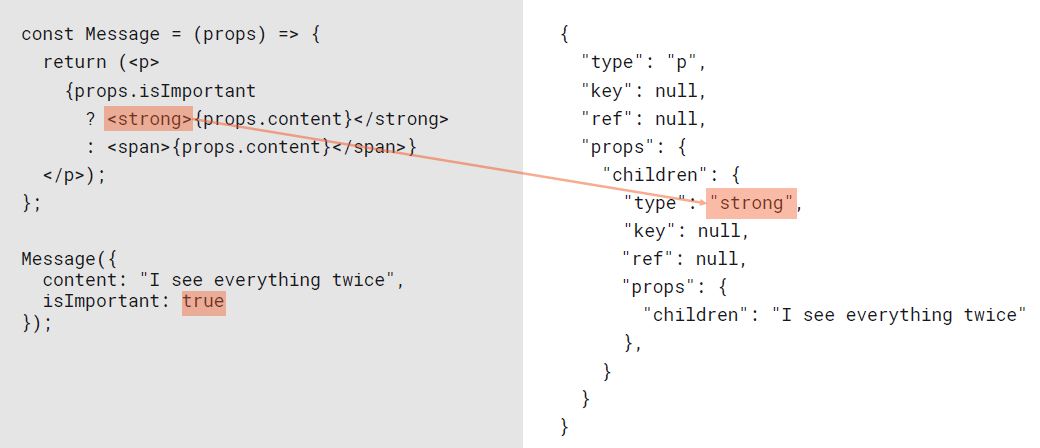 const Message = (props) => {
  return (<p>
    {props.isImportant
      ? <strong>{props.content}</strong>
      : <span>{props.content}</span>}
  </p>);
};

Message({
  content: "I see everything twice",
  isImportant: true
});

{
  "type": "p",
  "key": null,
  "ref": null,
  "props": {
    "children": {
      "type": "strong",
      "key": null,
      "ref": null,
      "props": {
        "children": "I see everything twice"
      },
    }
  }
}